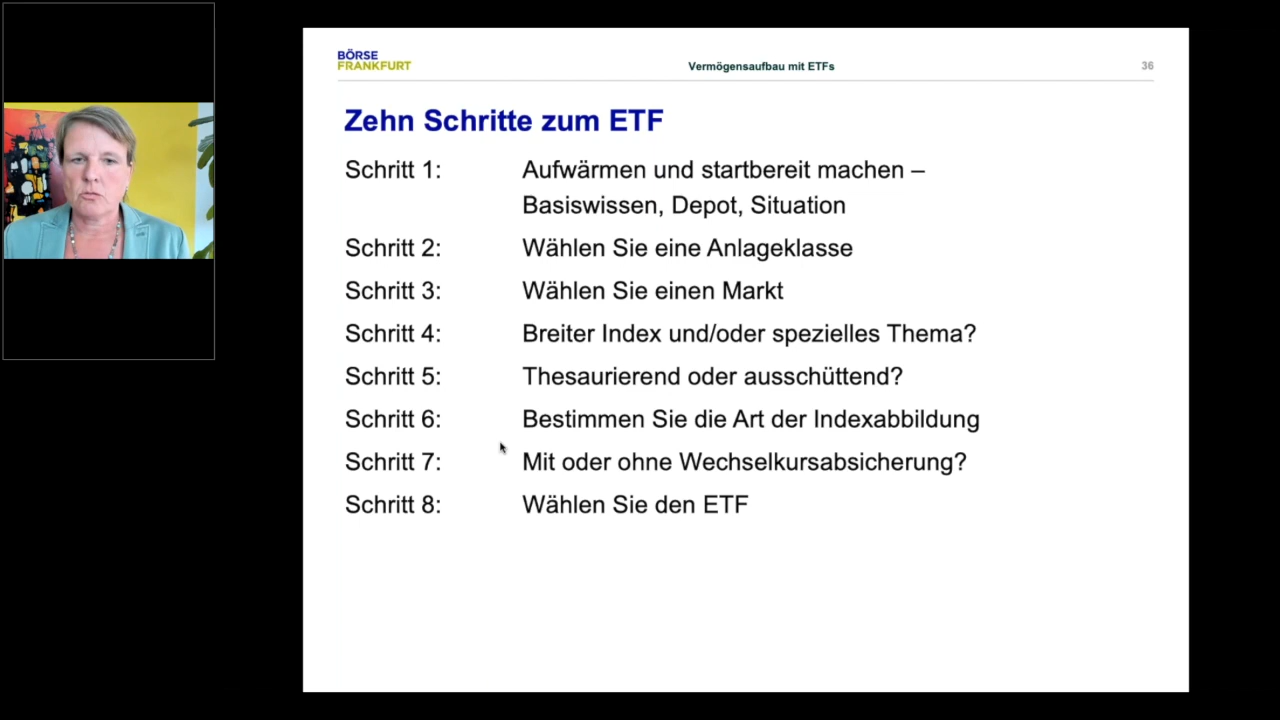 BÖRSE
FRANKFURT
Vermögensaufbau mit ETFs
36
Zehn Schritte zum ETF
Schritt 1: Aufwärmen und startbereit machen –
Basiswissen, Depot, Situation
Schritt 2: Wählen Sie eine Anlageklasse
Schritt 3: Wählen Sie einen Markt
Schritt 4: Breiter Index und/oder spezielles Thema?
Schritt 5: Thesaurierend oder ausschüttend?
Schritt 6: Bestimmen Sie die Art der Indexabbildung
Schritt 7: Mit oder ohne Wechselkursabsicherung?
Schritt 8: Wählen Sie den ETF